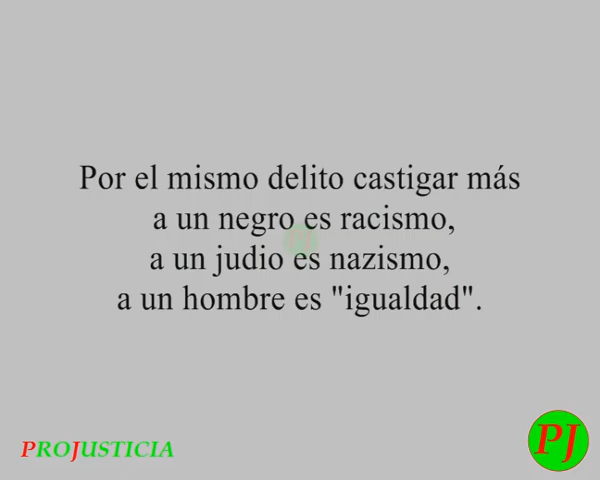 Por el mismo delito castigar más
a un negro es racismo,
a un judio es nazismo,
a un hombre es "igualdad".
PROJUSTICIA
PJ
PJ